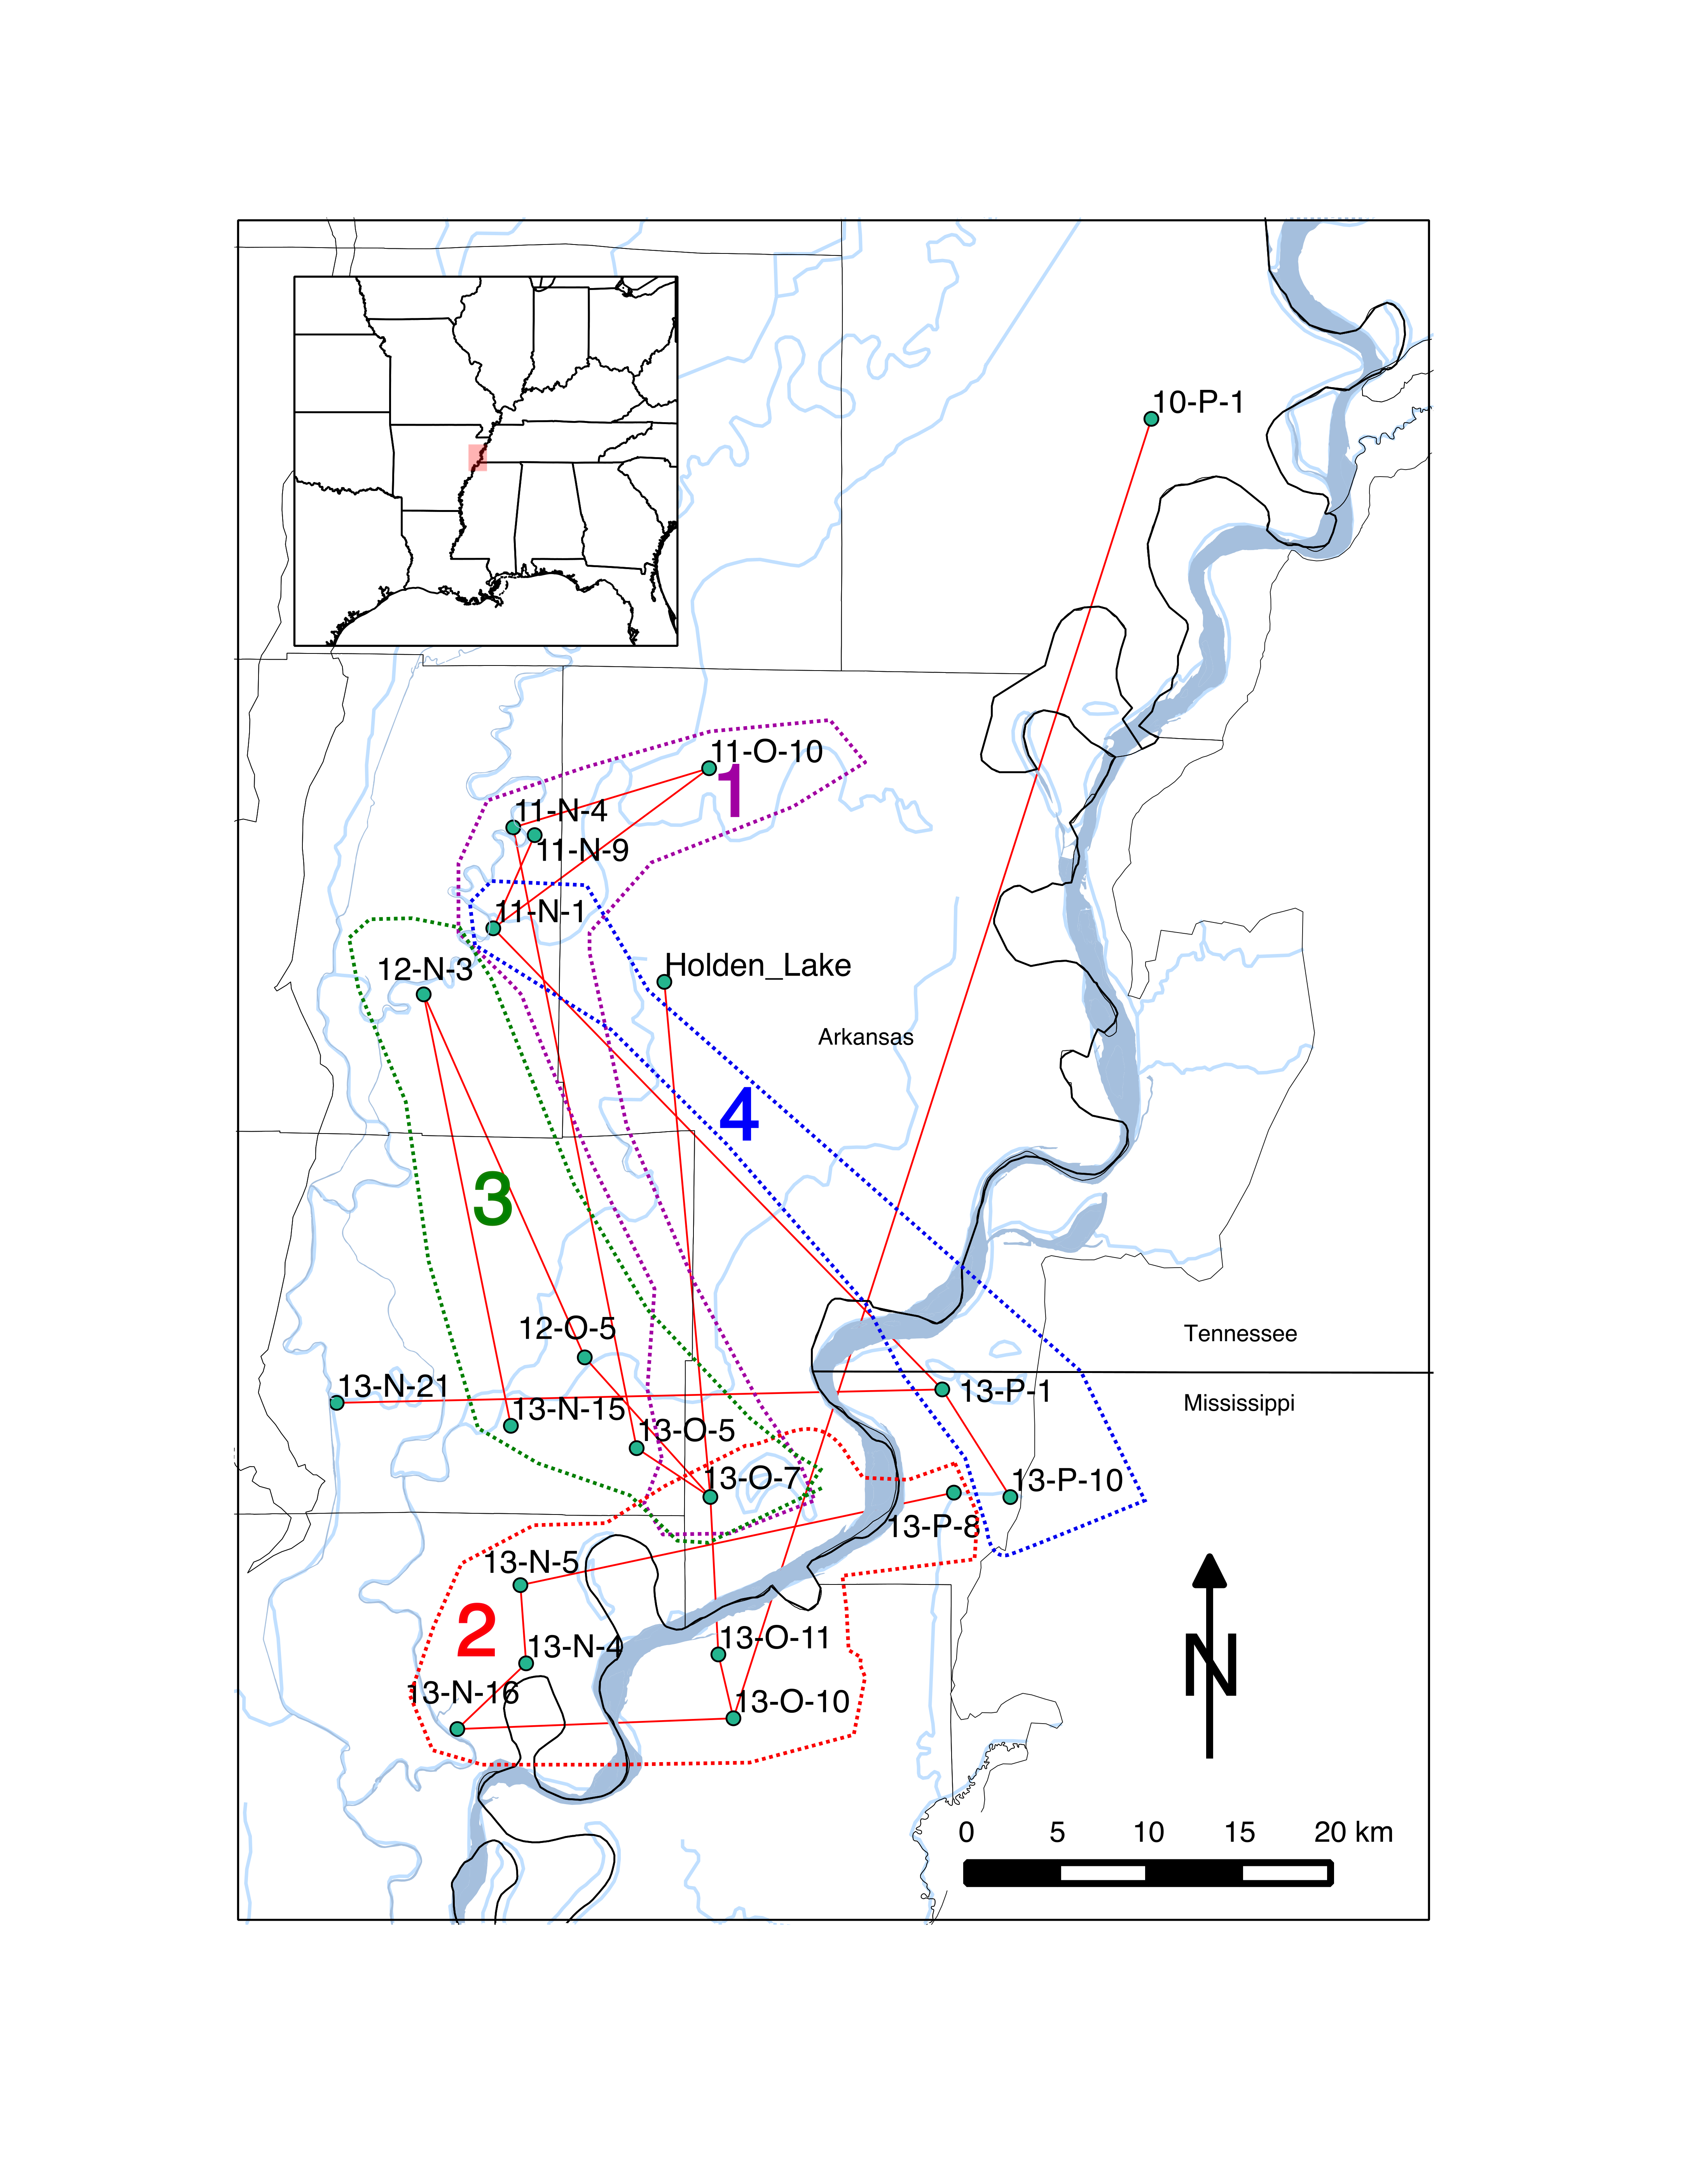 10-P-1
11-O-10
1
11-N-4
11-N-9
11-N-1
12-N-3
Holden_Lake
Arkansas
4
3
12-O-5
Tennessee
13-N-21
13-P-1
Mississippi
13-N-15
13-O-5
13-O-7
13-P-10
13-P-8
13-N-5
2
13-N-4
13-O-11
N
13-N-16
13-O-10
0 5 10 15 20 km